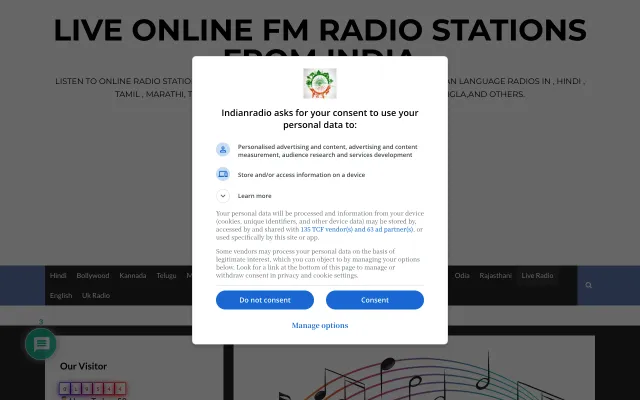 LIVE ONLINE FM RADIO STATIONS
FROM INDIA
LISTEN TO ONLINE RADIO STATIO
AN LANGUAGE RADIOS IN , HINDI ,
TAMIL , MARATHI, T
NGLA,AND OTHERS.
Indianradio asks for your consent to use your
personal data to:
Personalised advertising and content, advertising and content
measurement, audience research and services development
Store and/or access information on a device
Learn more
Your personal data will be processed and information from your device
(cookies, unique identifiers, and other device data) may be stored by,
accessed by and shared with 135 TCF vendor(s) and 63 ad partner(s), or
used specifically by this site or app.
Some vendors may process your personal data on the basis of
legitimate interest, which you can object to by managing your options
below. Look for a link at the bottom of this page to manage or
withdraw consent in privacy and cookie settings.
Do not consent
Consent
Manage options
Hindi Bollywood Kannada Telugu M
Odia Rajasthani Live Radio
English Uk Radio
3
Our Visitor